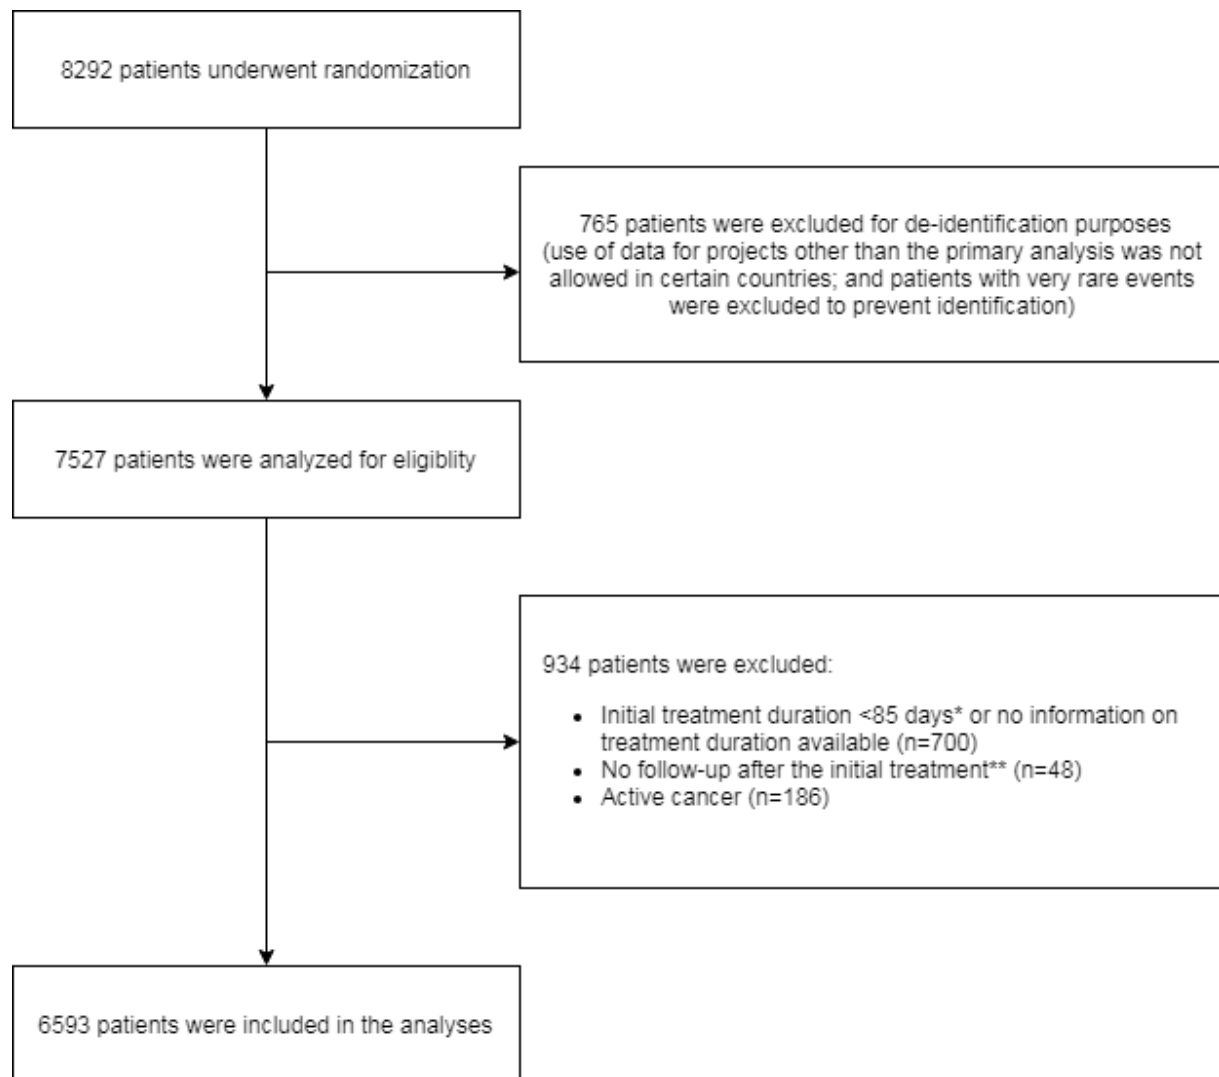 8292 patients underwent randomization
765 patients were excluded for de-identification purposes
(use of data for projects other than the primary analysis was not
allowed in certain countries; and patients with very rare events
were excluded to prevent identification)
7527 patients were analyzed for eligiblity
934 patients were excluded:
• Initial treatment duration <85 days* or no information on
treatment duration available (n=700)
• No follow-up after the initial treatment** (n=48)
• Active cancer (n=186)
6593 patients were included in the analyses